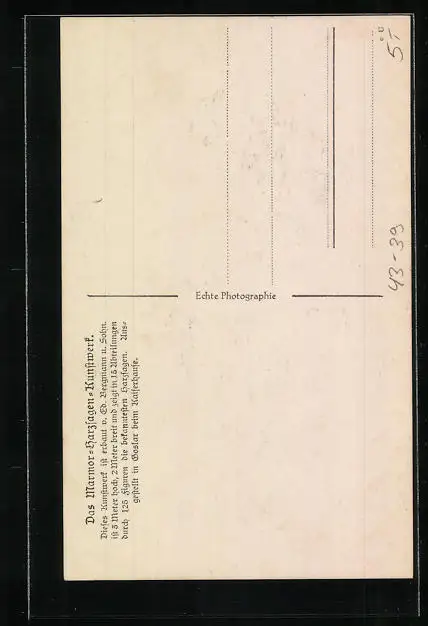 Das Marmor-Harzsagen-Kunstwerk.
Dieses Kunstwerk ist erbaut v. Ed. Bergmann u. Sohn,
ist 5 Meter hoch, 2 Meter breit und zeigt in 15 Abteilungen
durch 125 Figuren die bekanntesten Harzsagen. Aus-
gestellt in Goslar beim Kaiserhause.
Echte Photographie
43-39